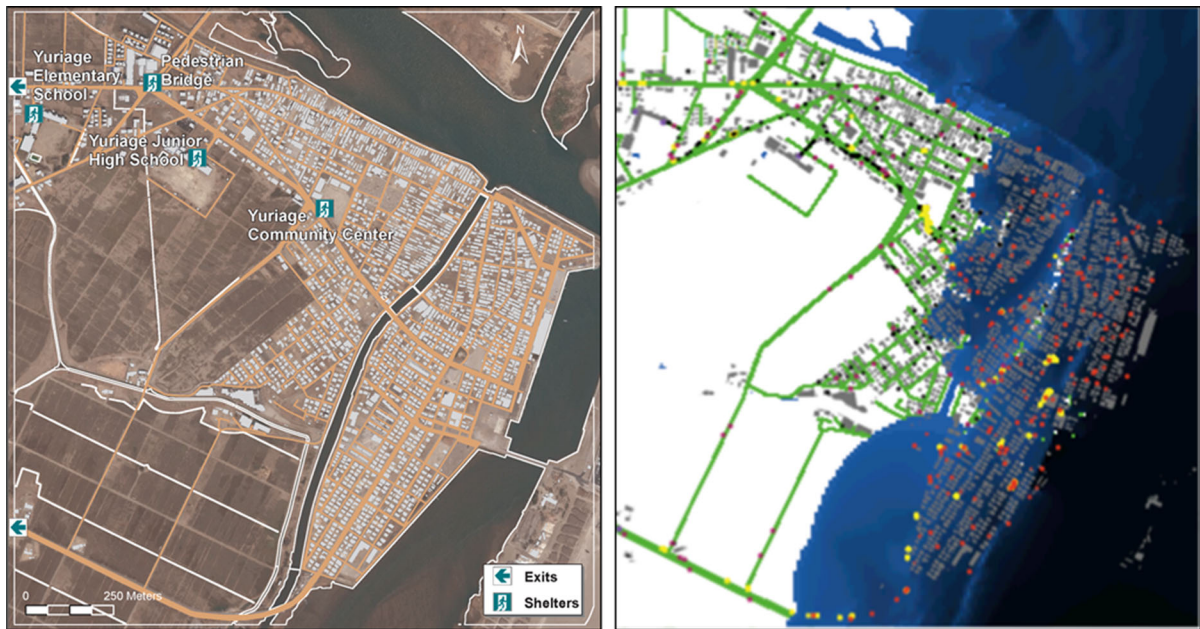 N
Yuriage
Elementary
School
Pedestrian
Bridge
Yuriage Junior
High School
Yuriage
Community Center
0 250 Meters
Exits
Shelters